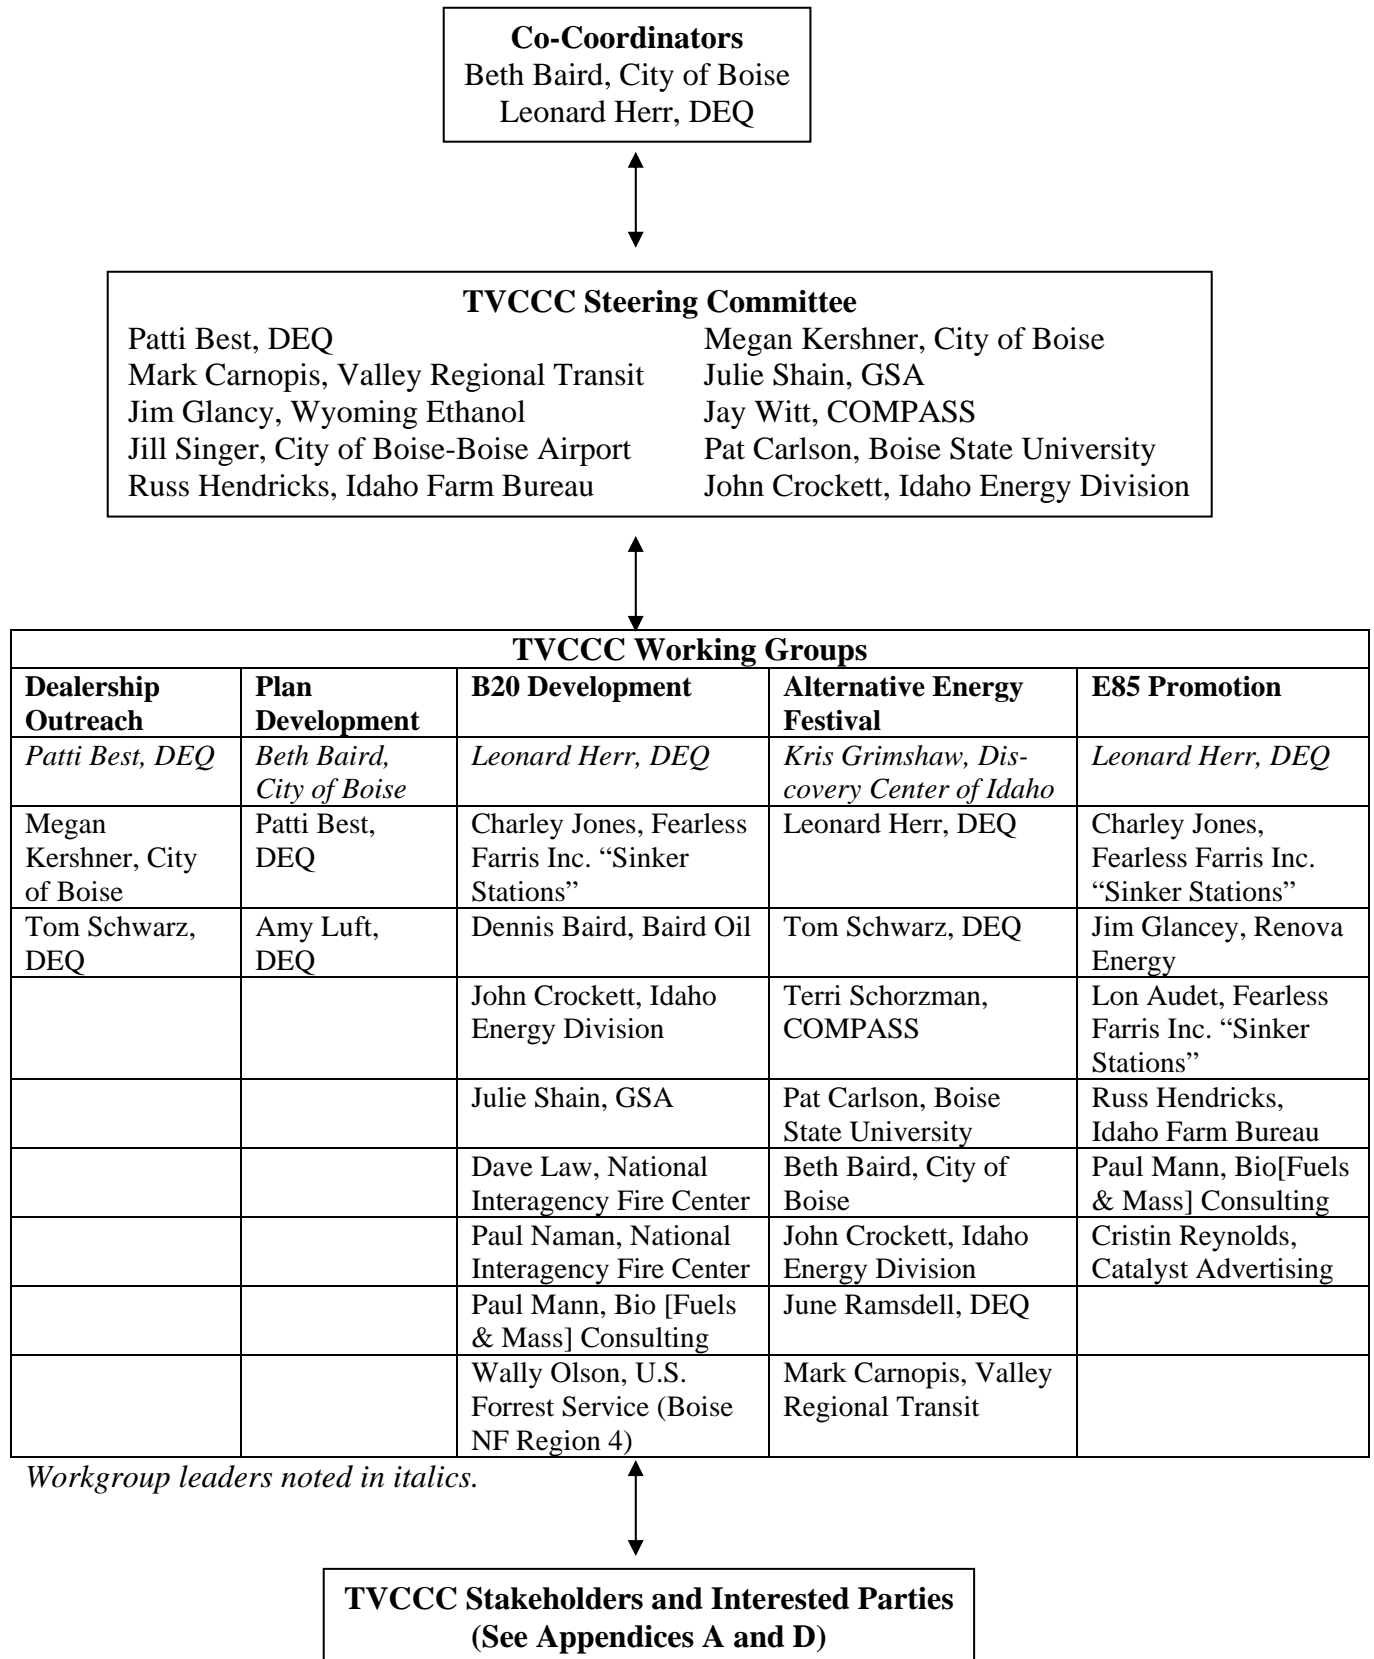 Co-Coordinators
Beth Baird, City of Boise
Leonard Herr, DEQ
TVCCC Steering Committee
Patti Best, DEQ
Mark Carnopis, Valley Regional Transit
Jim Glancy, Wyoming Ethanol
Jill Singer, City of Boise-Boise Airport
Russ Hendricks, Idaho Farm Bureau
Megan Kershner, City of Boise
Julie Shain, GSA
Jay Witt, COMPASS
Pat Carlson, Boise State University
John Crockett, Idaho Energy Division
TVCCC Working Groups
Dealership
Outreach
Plan
Development
B20 Development
Alternative Energy
Festival
E85 Promotion
Patti Best, DEQ
Beth Baird,
City of Boise
Leonard Herr, DEQ
Kris Grimshaw, Dis-
covery Center of Idaho
Leonard Herr, DEQ
Megan
Kershner, City
of Boise
Patti Best,
DEQ
Charley Jones, Fearless
Farris Inc. “Sinker
Stations”
Leonard Herr, DEQ
Charley Jones,
Fearless Farris Inc.
“Sinker Stations”
Tom Schwarz,
DEQ
Amy Luft,
DEQ
Dennis Baird, Baird Oil
Tom Schwarz, DEQ
Jim Glancey, Renova
Energy
John Crockett, Idaho
Energy Division
Terri Schorzman,
COMPASS
Lon Audet, Fearless
Farris Inc. “Sinker
Stations”
Julie Shain, GSA
Pat Carlson, Boise
State University
Russ Hendricks,
Idaho Farm Bureau
Dave Law, National
Interagency Fire Center
Beth Baird, City of
Boise
Paul Mann, Bio[Fuels
& Mass] Consulting
Paul Naman, National
Interagency Fire Center
John Crockett, Idaho
Energy Division
Cristin Reynolds,
Catalyst Advertising
Paul Mann, Bio [Fuels
& Mass] Consulting
June Ramsdell, DEQ
Wally Olson, U.S.
Forrest Service (Boise
NF Region 4)
Mark Carnopis, Valley
Regional Transit
Workgroup leaders noted in italics.
TVCCC Stakeholders and Interested Parties
(See Appendices A and D)